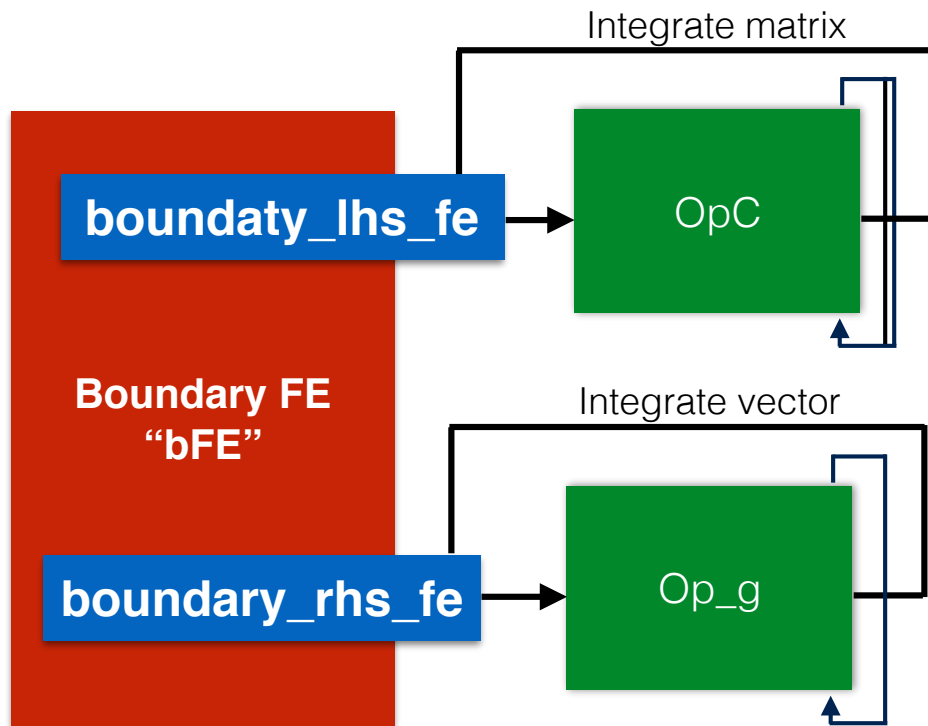 Integrate matrix
boundaty_lhs_fe
OpC
Boundary FE
“bFE”
Integrate vector
boundary_rhs_fe
Op_g